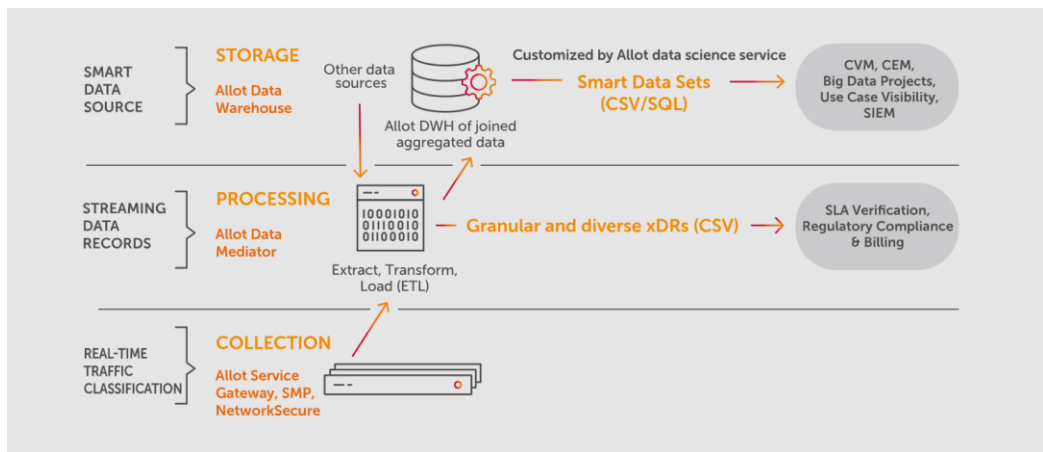 SMART
DATA
SOURCE
STORAGE
Allot Data
Warehouse
Other data
sources
Allot DWH of joined
aggregated data
Customized by Allot data science service
Smart Data Sets
(CSV/SQL)
CVM, CEM,
Big Data Projects,
Use Case Visibility,
SIEM
STREAMING
DATA
RECORDS
PROCESSING
Allot Data
Mediator
10001010
01110010
01100010
Extract, Transform,
Load (ETL)
Granular and diverse xDRs (CSV)
SLA Verification,
Regulatory Compliance
& Billing
REAL-TIME
TRAFFIC
CLASSIFICATION
COLLECTION
Allot Service
Gateway, SMP,
NetworkSecure